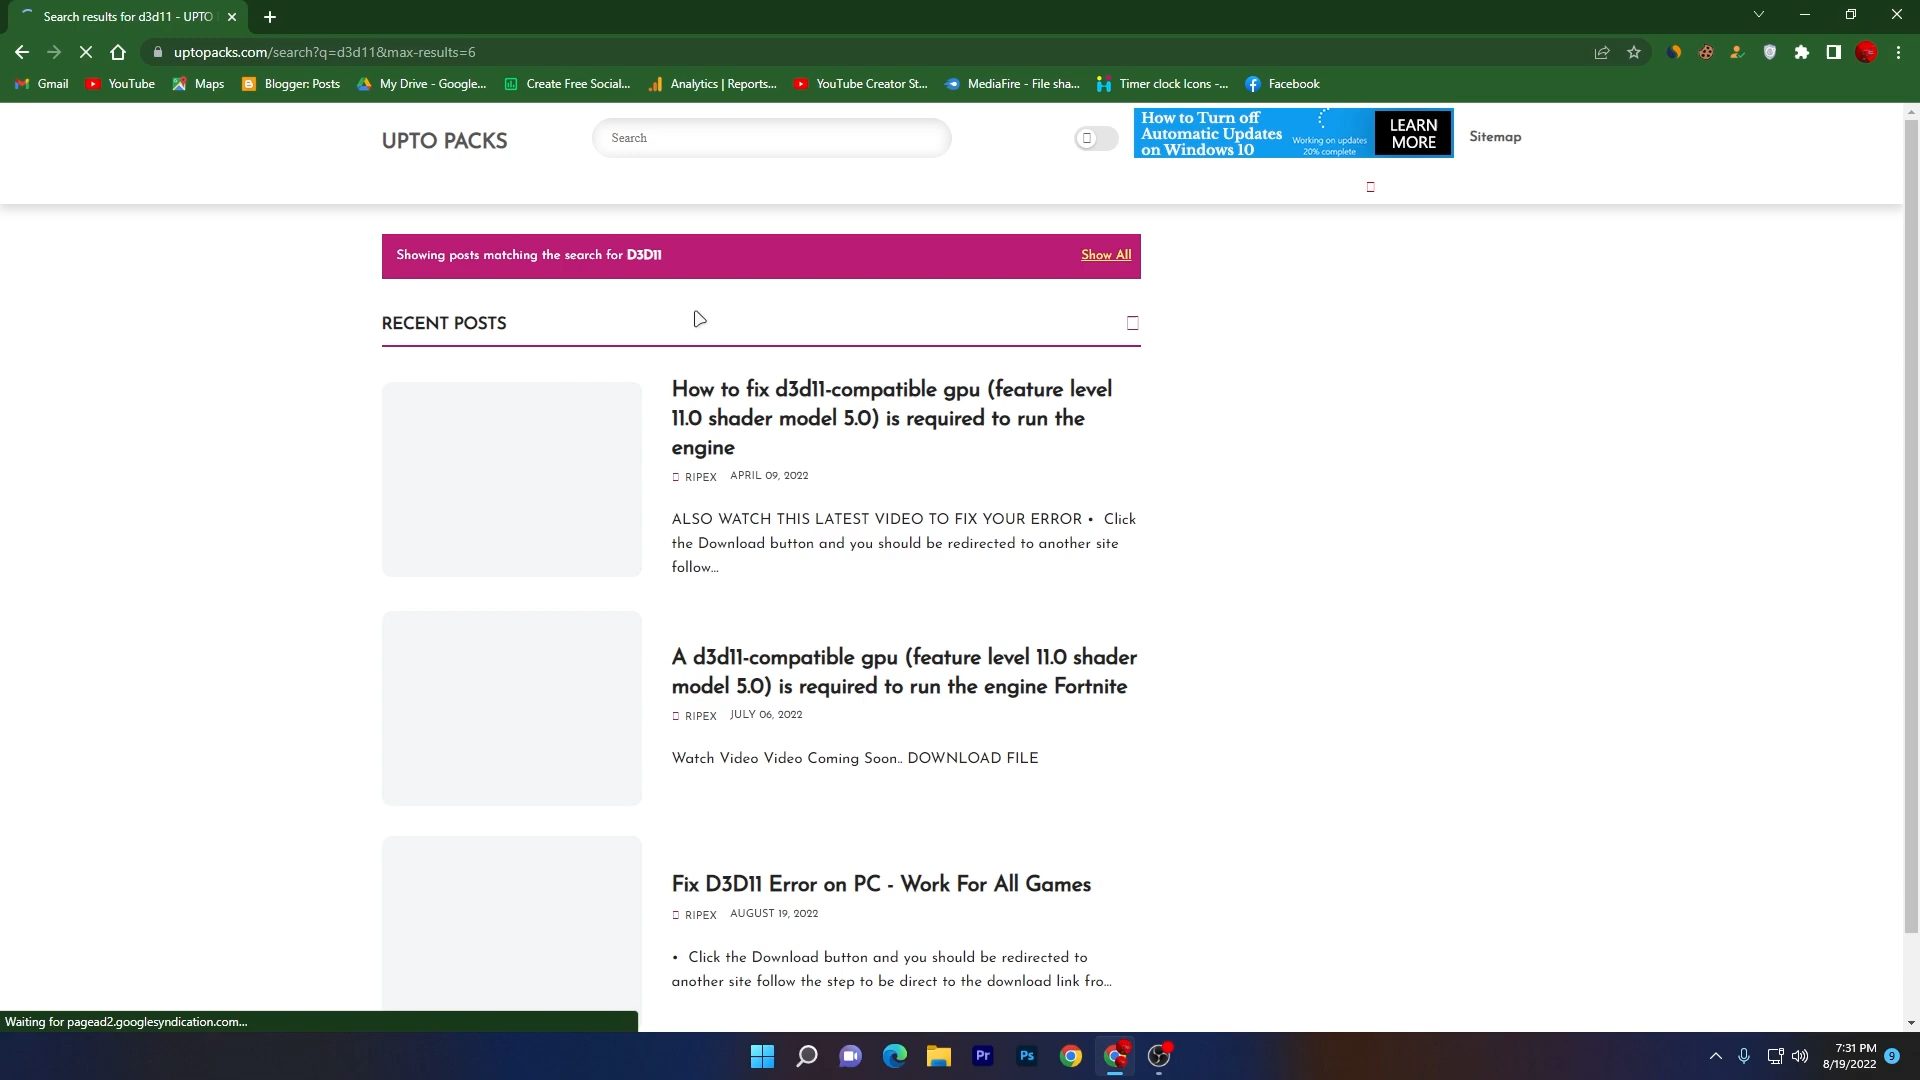 Search results for d3d11 - UPTO
uptopacks.com/search?q=d3d11&max-results=6
Gmail
YouTube
Maps
Blogger: Posts
My Drive - Google...
Create Free Social...
Analytics | Reports...
YouTube Creator St...
MediaFire - File sha...
Timer clock Icons -...
Facebook
UPTO PACKS
Search
How to Turn off
Automatic Updates
on Windows 10
Working on updates
20% complete
LEARN
MORE
Sitemap
Showing posts matching the search for D3D11
Show All
RECENT POSTS
How to fix d3d11-compatible gpu (feature level
11.0 shader model 5.0) is required to run the
engine
RIPEX APRIL 09, 2022
ALSO WATCH THIS LATEST VIDEO TO FIX YOUR ERROR • Click
the Download button and you should be redirected to another site
follow...
A d3d11-compatible gpu (feature level 11.0 shader
model 5.0) is required to run the engine Fortnite
RIPEX JULY 06, 2022
Watch Video Video Coming Soon.. DOWNLOAD FILE
Fix D3D11 Error on PC - Work For All Games
RIPEX AUGUST 19, 2022
• Click the Download button and you should be redirected to
another site follow the step to be direct to the download link fro...
Waiting for pagead2.googlesyndication.com...
Pr
Ps
7:31 PM
8/19/2022
9